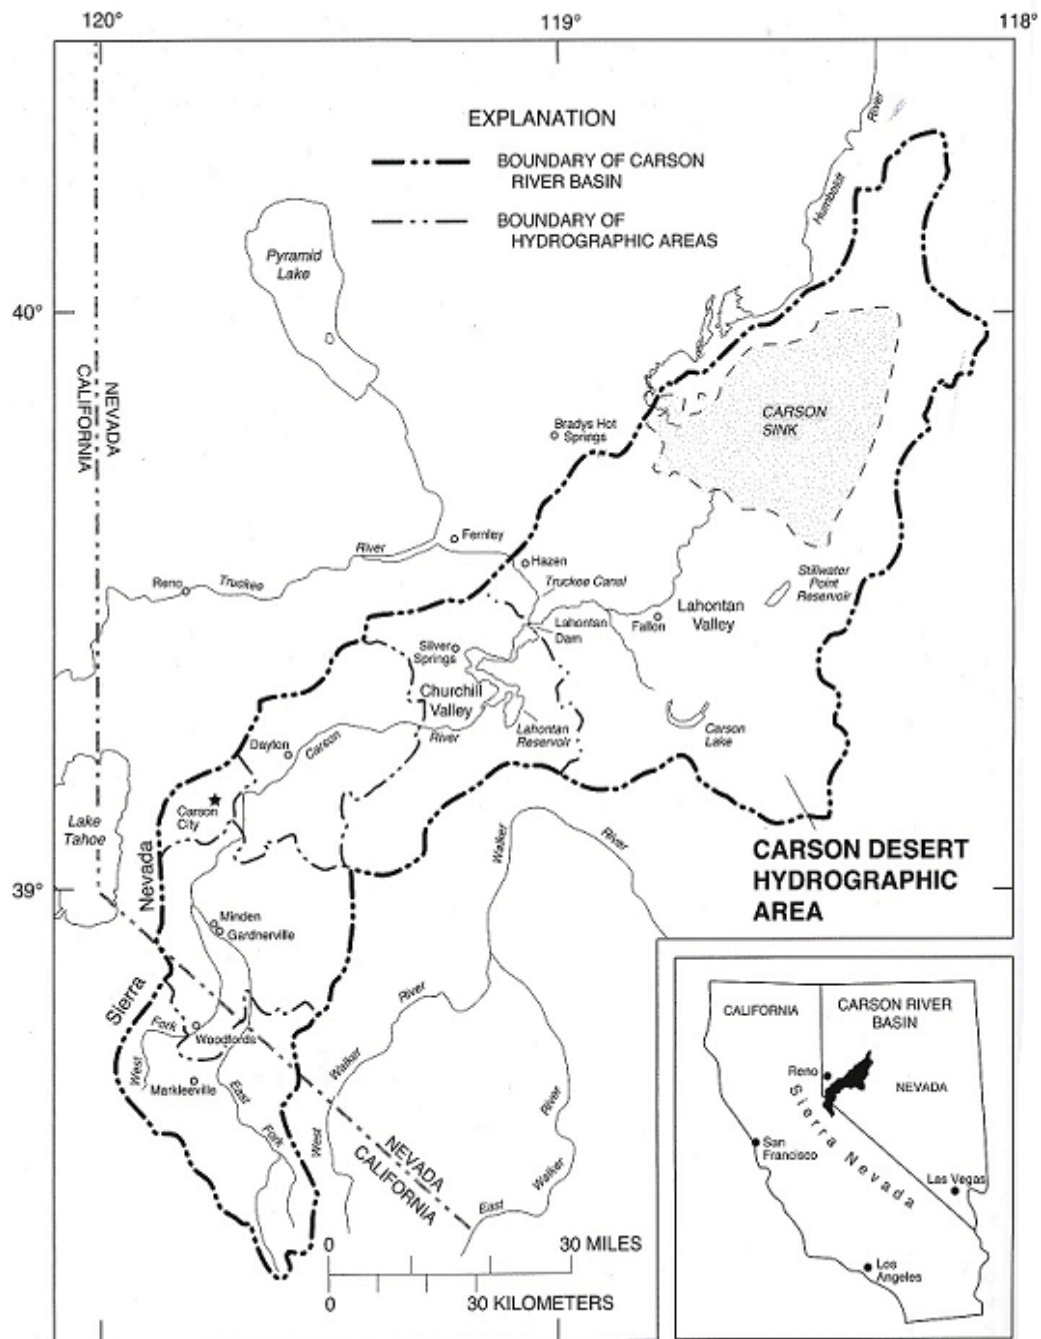 120°
119°
118°
EXPLANATION
BOUNDARY OF CARSON
RIVER BASIN
BOUNDARY OF
HYDROGRAPHIC AREAS
River
Humboldt
Pyramid
Lake
40°
NEVADA
CALIFORNIA
CARSON
SINK
Bradys Hot
Springs
Fernley
River
Hazen
Reno
Truckee
Truckee Canal
Stillwater
Point
Reservoir
Lahontan
Valley
Fallon
Lahontan
Dam
Silver
Springs
Churchill
Valley
Lahontan
Reservoir
Carson
Lake
Dayton
Carson
River
Carson
City
Lake
Tahoe
Walker
River
CARSON DESERT
HYDROGRAPHIC
AREA
39°
Nevada
Minden
Gardnerville
Sierra
River
Fork
Woodfords
West
Markleeville
East
Walker
River
Fork
West
NEVADA
CALIFORNIA
Walker
East
0
30 MILES
0
30 KILOMETERS
CALIFORNIA
CARSON RIVER
BASIN
Reno
NEVADA
Sierra Nevada
San
Francisco
Las Vegas
Los
Angeles